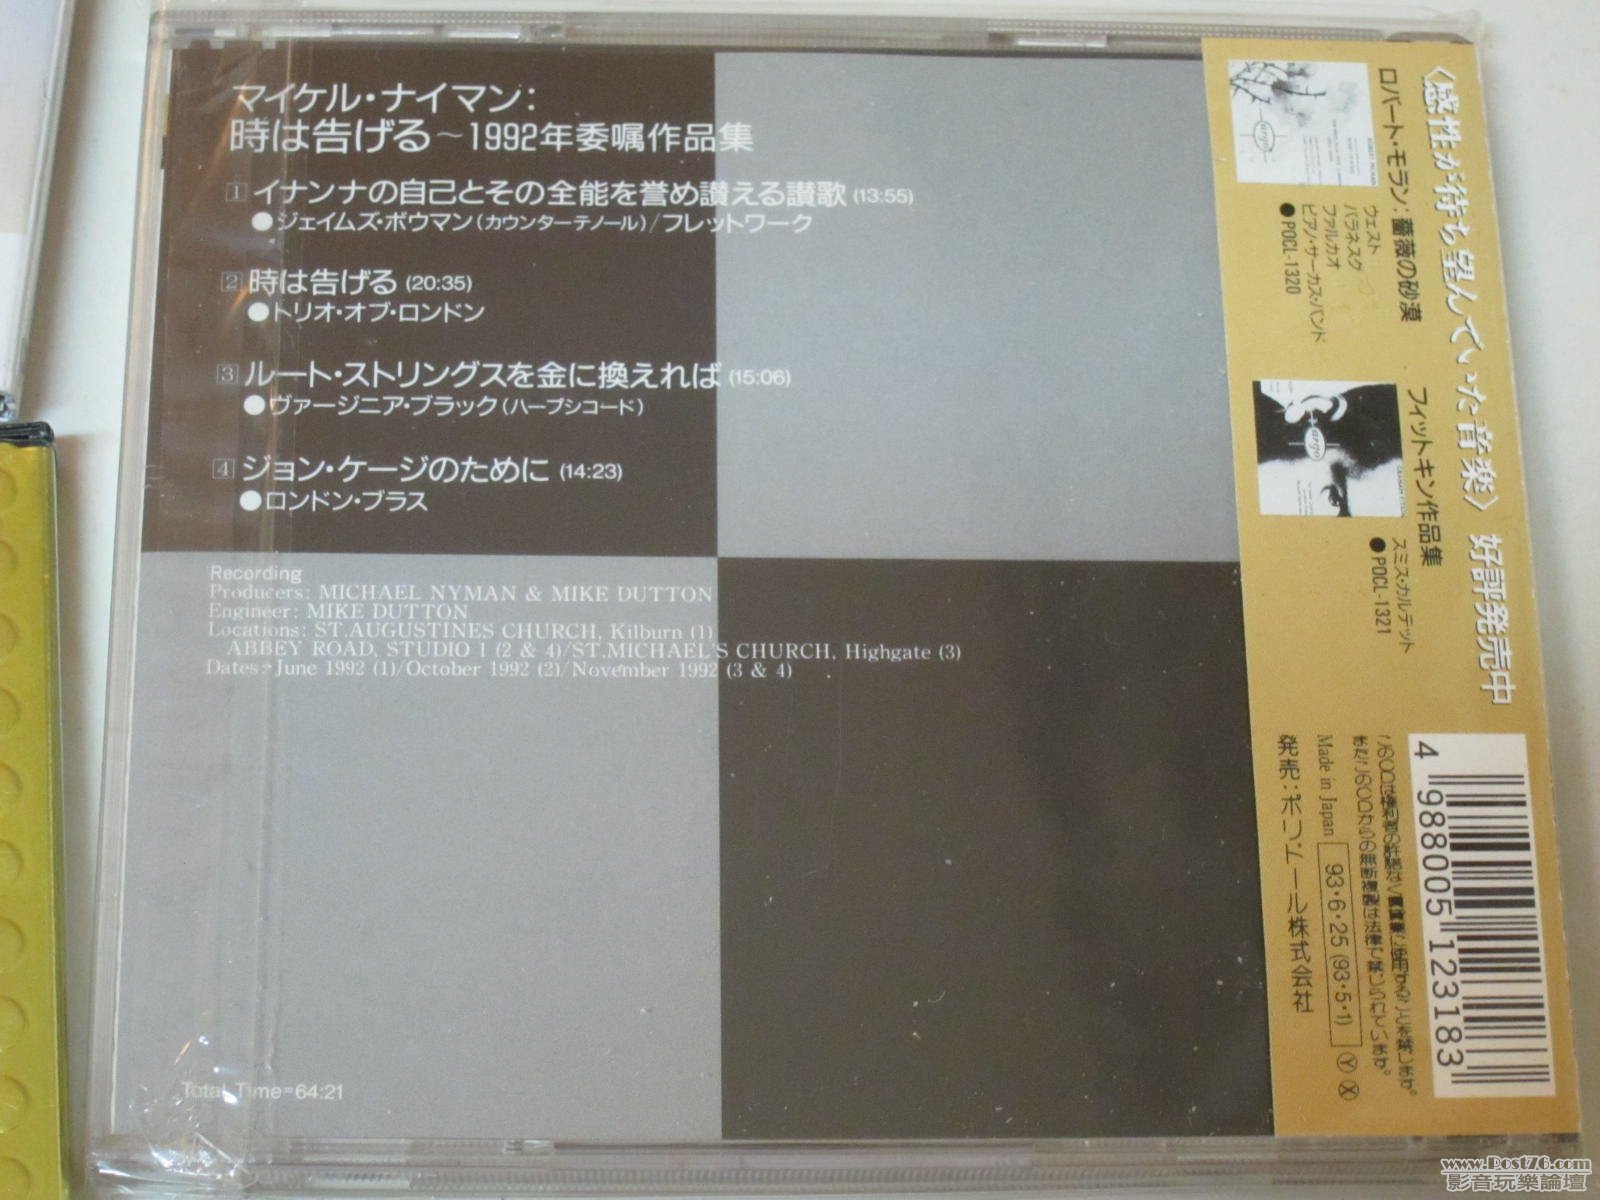 マイケル・ナイマン:
時は告げる～1992年委嘱作品集
1 イナンナの自己とその全能を誉め讃える讃歌 (13:55)
●ジェイムズ・ボウマン(カウンターテノール)/フレットワーク
2 時は告げる (20:35)
●トリオ・オブ・ロンドン
3 ルート・ストリングスを金に換えれば (15:06)
●ヴァージニア・ブラック(ハープシコード)
4 ジョン・ケージのために (14:23)
●ロンドン・ブラス
Recording
Producers: MICHAEL NYMAN & MIKE DUTTON
Engineer: MIKE DUTTON
Locations: ST.AUGUSTINES CHURCH, Kilburn (1)
ABBEY ROAD, STUDIO 1 (2 & 4)/ST.MICHAEL'S CHURCH, Highgate (3)
Dates: June 1992 (1)/October 1992 (2)/November 1992 (3 & 4)
Total Time=64:21
〈感性が待ち望んでいた音楽〉 好評発売中
ロバート・モラン:薔薇の砂漠
ウェスト
バラネスク
ファルカオ
ピアノ・サーカス・バンド
●POCL-1320
argo
フィットキン作品集
スミス・カルテット
●POCL-1321
argo
4 988005 123183
Made in Japan
93・6・25 (93・5・1) Ⓨ Ⓧ
発売:ポリドール株式会社
www.Post76.com
影音玩樂論壇